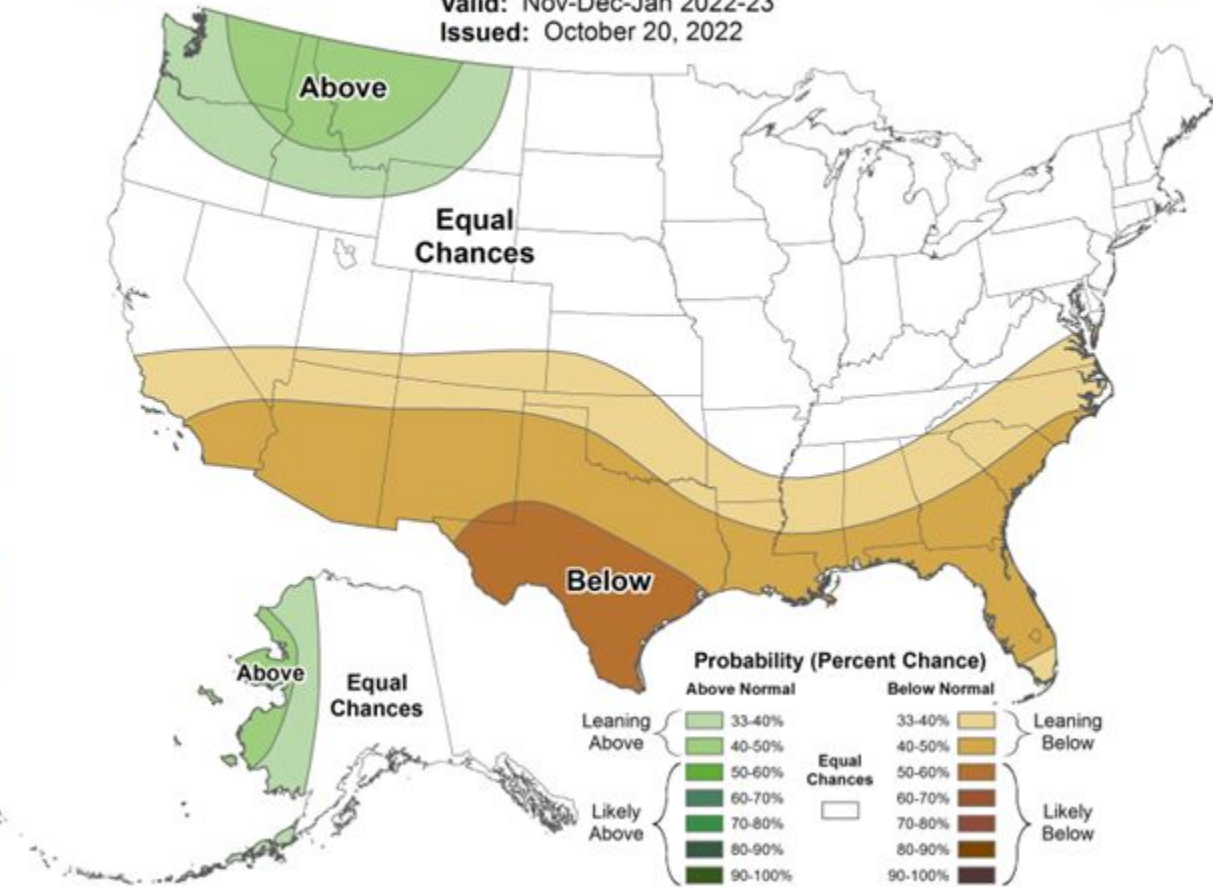 Valid: Nov-Dec-Jan 2022-23
Issued: October 20, 2022
Above
Equal
Chances
Below
Above
Equal
Chances
Probability (Percent Chance)
Above Normal
Below Normal
Leaning
Above
33-40%
40-50%
50-60%
60-70%
70-80%
80-90%
90-100%
Likely
Above
Equal
Chances
33-40%
40-50%
50-60%
60-70%
70-80%
80-90%
90-100%
Leaning
Below
Likely
Below